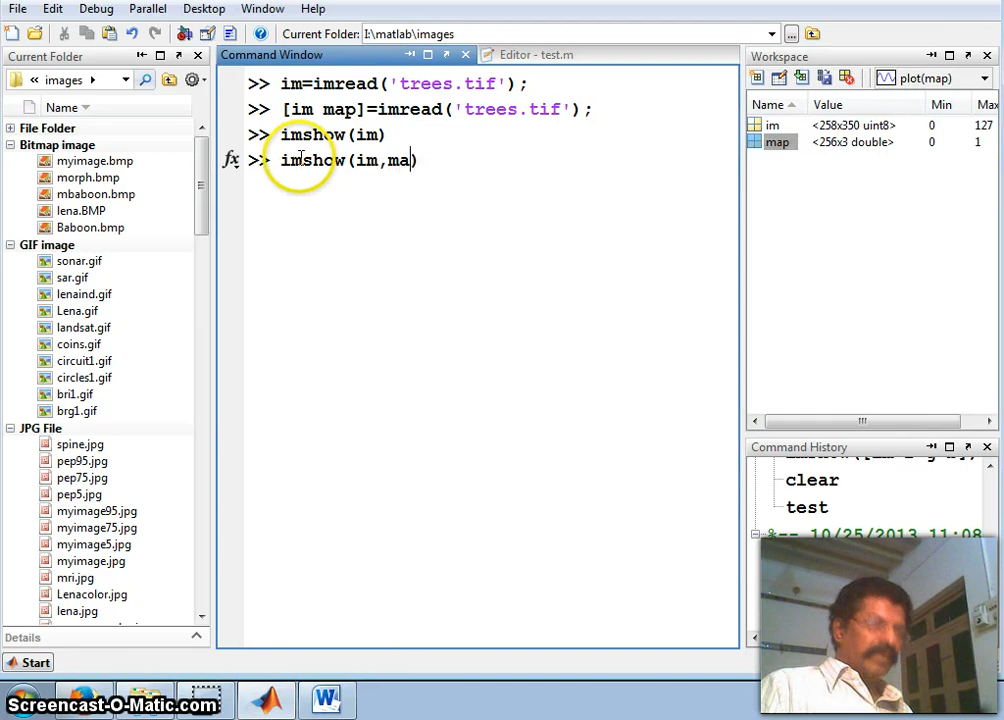 File Edit Debug Parallel Desktop Window Help
Current Folder: I:\matlab\images
Current Folder
Command Window
Editor - test.m
Workspace
« images
plot(map)
Name
Name Value Min Max
File Folder
Bitmap image
myimage.bmp
morph.bmp
mbaboon.bmp
lena.BMP
Baboon.bmp
GIF image
sonar.gif
sar.gif
lenaind.gif
Lena.gif
landsat.gif
coins.gif
circuit1.gif
circles1.gif
bri1.gif
brg1.gif
JPG File
spine.jpg
pep95.jpg
pep75.jpg
pep5.jpg
myimage95.jpg
myimage75.jpg
myimage5.jpg
myimage.jpg
mri.jpg
Lenacolor.jpg
lena.jpg
Details
>> im=imread('trees.tif');
>> [im map]=imread('trees.tif');
>> imshow(im)
fx >> imshow(im,ma)
im <258x350 uint8> 0 127
map <256x3 double> 0 1
Command History
clear
test
%-- 10/25/2013 11:08
Start
Screencast-O-Matic.com